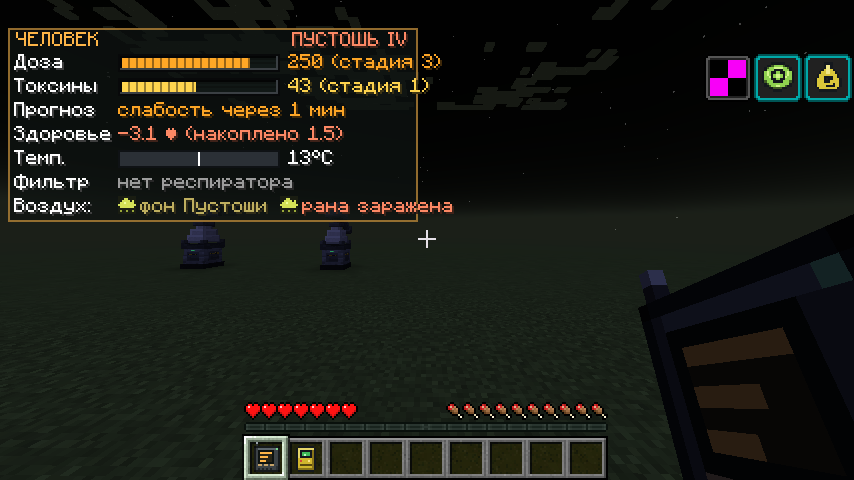 ЧЕЛОВЕК ПУСТОШЬ IV
Доза 250 (стадия 3)
Токсины 43 (стадия 1)
Прогноз слабость через 1 мин
Здоровье -3.1 ♥ (накоплено 1.5)
Темп. 13°C
Фильтр нет респиратора
Воздух: фон Пустоши рана заражена